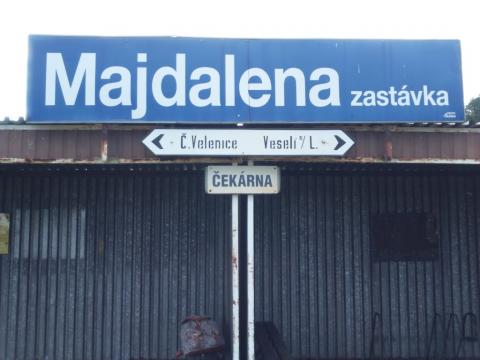 Majdalena zastávka
Č.Velenice Veselí n/L.
ČEKÁRNA